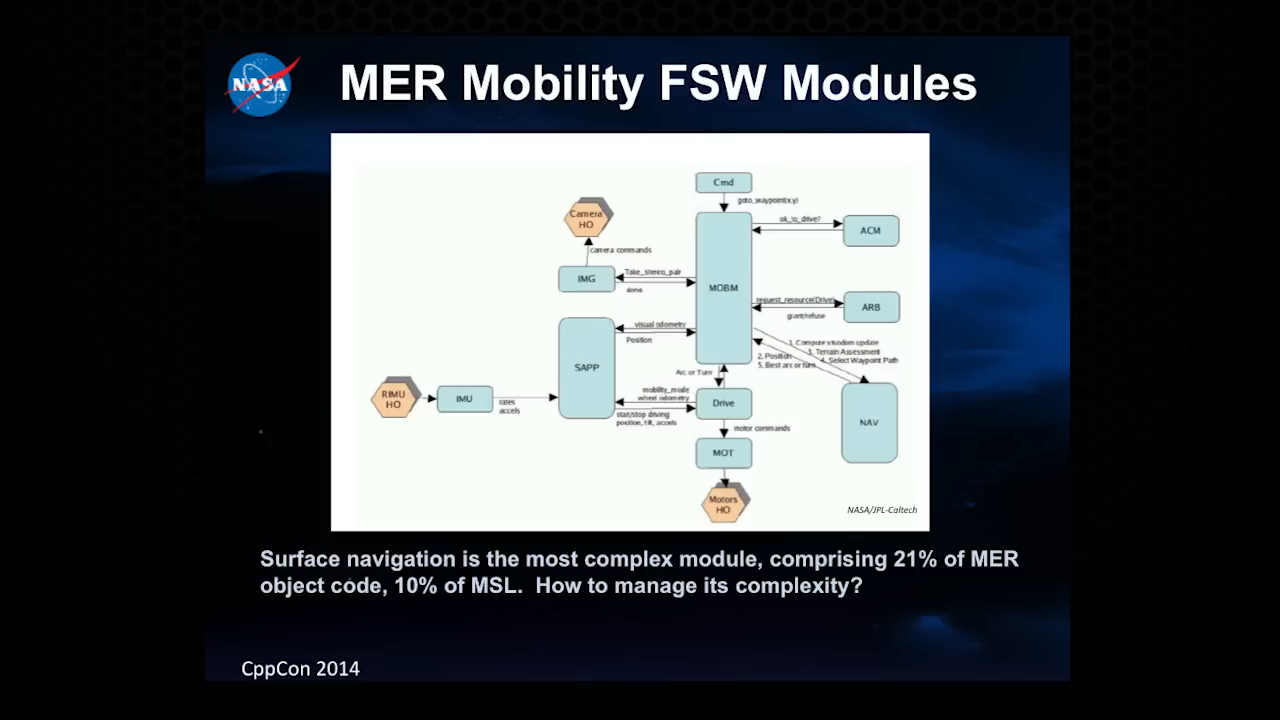 NASA
MER Mobility FSW Modules
Cmd
goto_waypoint(x,y)
Camera
HO
camera commands
ok_to_drive?
ACM
IMG
Take_stereo_pair
done
MOBM
request_resource(Drive)
grant/refuse
ARB
visual odometry
Position
SAPP
1. Compute visodom update
2. Position
3. Terrain Assessment
4. Select Waypoint Path
5. Best arc or turn
Arc or Turn
RIMU
HO
IMU
rates
accels
mobility_mode
wheel odometry
start/stop driving
position, tilt, accels
Drive
NAV
motor commands
MOT
Motors
HO
NASA/JPL-Caltech
Surface navigation is the most complex module, comprising 21% of MER
object code, 10% of MSL.  How to manage its complexity?
CppCon 2014